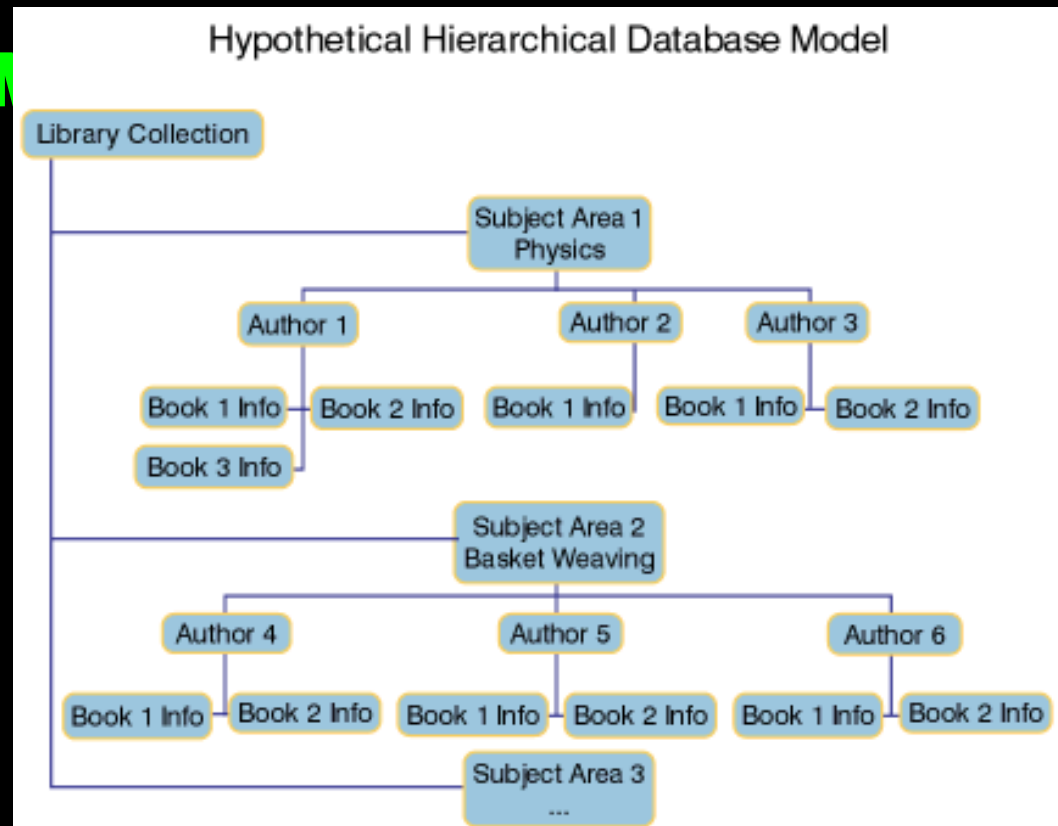 Hypothetical Hierarchical Database Model
Library Collection
Subject Area 1
Physics
Author 1
Author 2
Author 3
Book 1 Info
Book 2 Info
Book 1 Info
Book 1 Info
Book 2 Info
Book 3 Info
Subject Area 2
Basket Weaving
Author 4
Author 5
Author 6
Book 1 Info
Book 2 Info
Book 1 Info
Book 2 Info
Book 1 Info
Book 2 Info
Subject Area 3
---